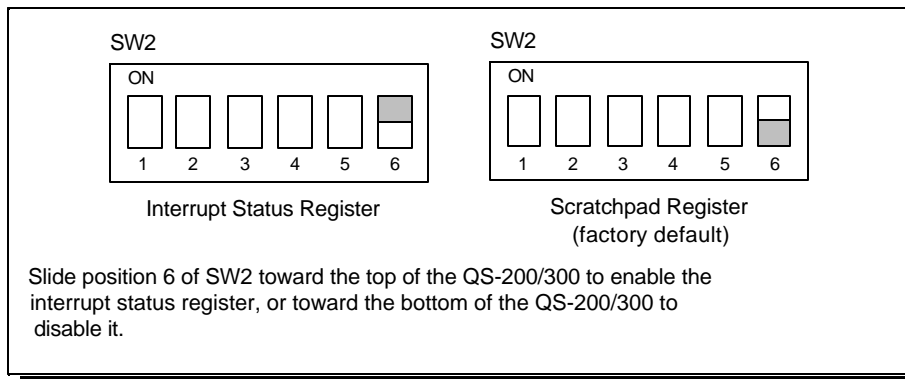 SW2
ON
1 2 3 4 5 6
Interrupt Status Register
SW2
ON
1 2 3 4 5 6
Scratchpad Register
(factory default)
Slide position 6 of SW2 toward the top of the QS-200/300 to enable the
interrupt status register, or toward the bottom of the QS-200/300 to
disable it.